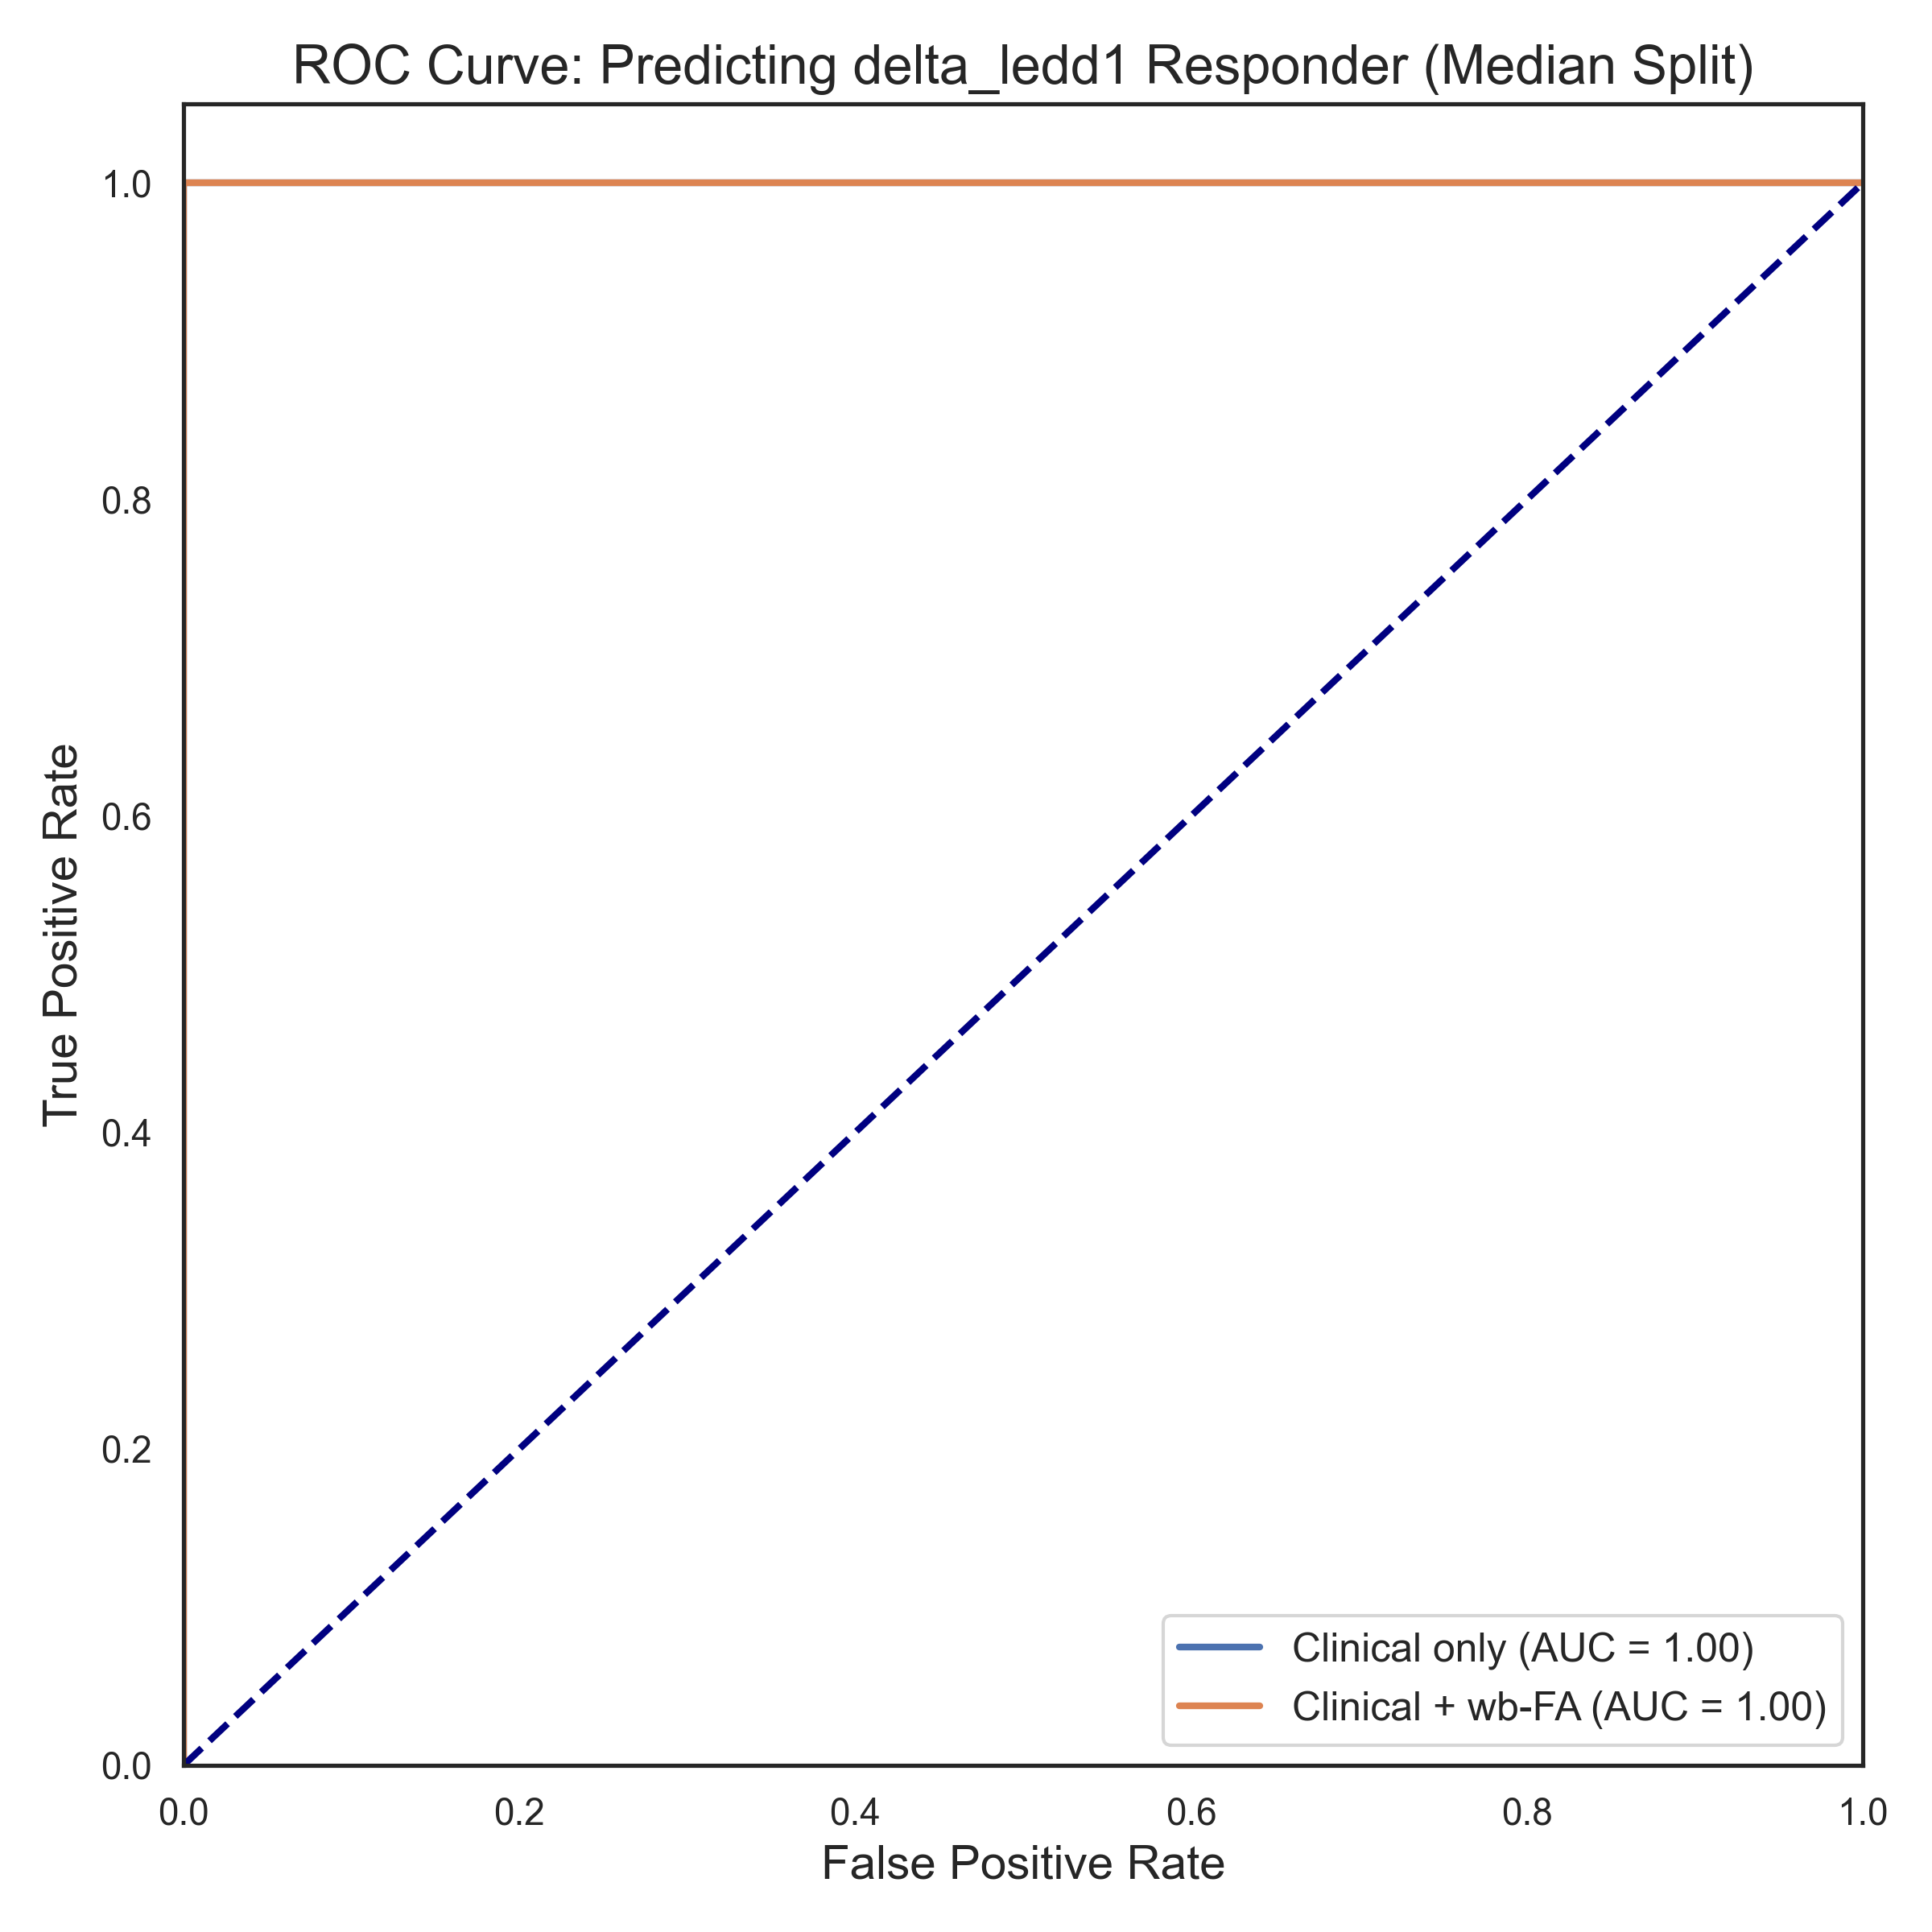 ROC Curve: Predicting delta_ledd1 Responder (Median Split)
True Positive Rate
1.0
0.8
0.6
0.4
0.2
0.0
0.0 0.2 0.4 0.6 0.8 1.0
False Positive Rate
Clinical only (AUC = 1.00)
Clinical + wb-FA (AUC = 1.00)